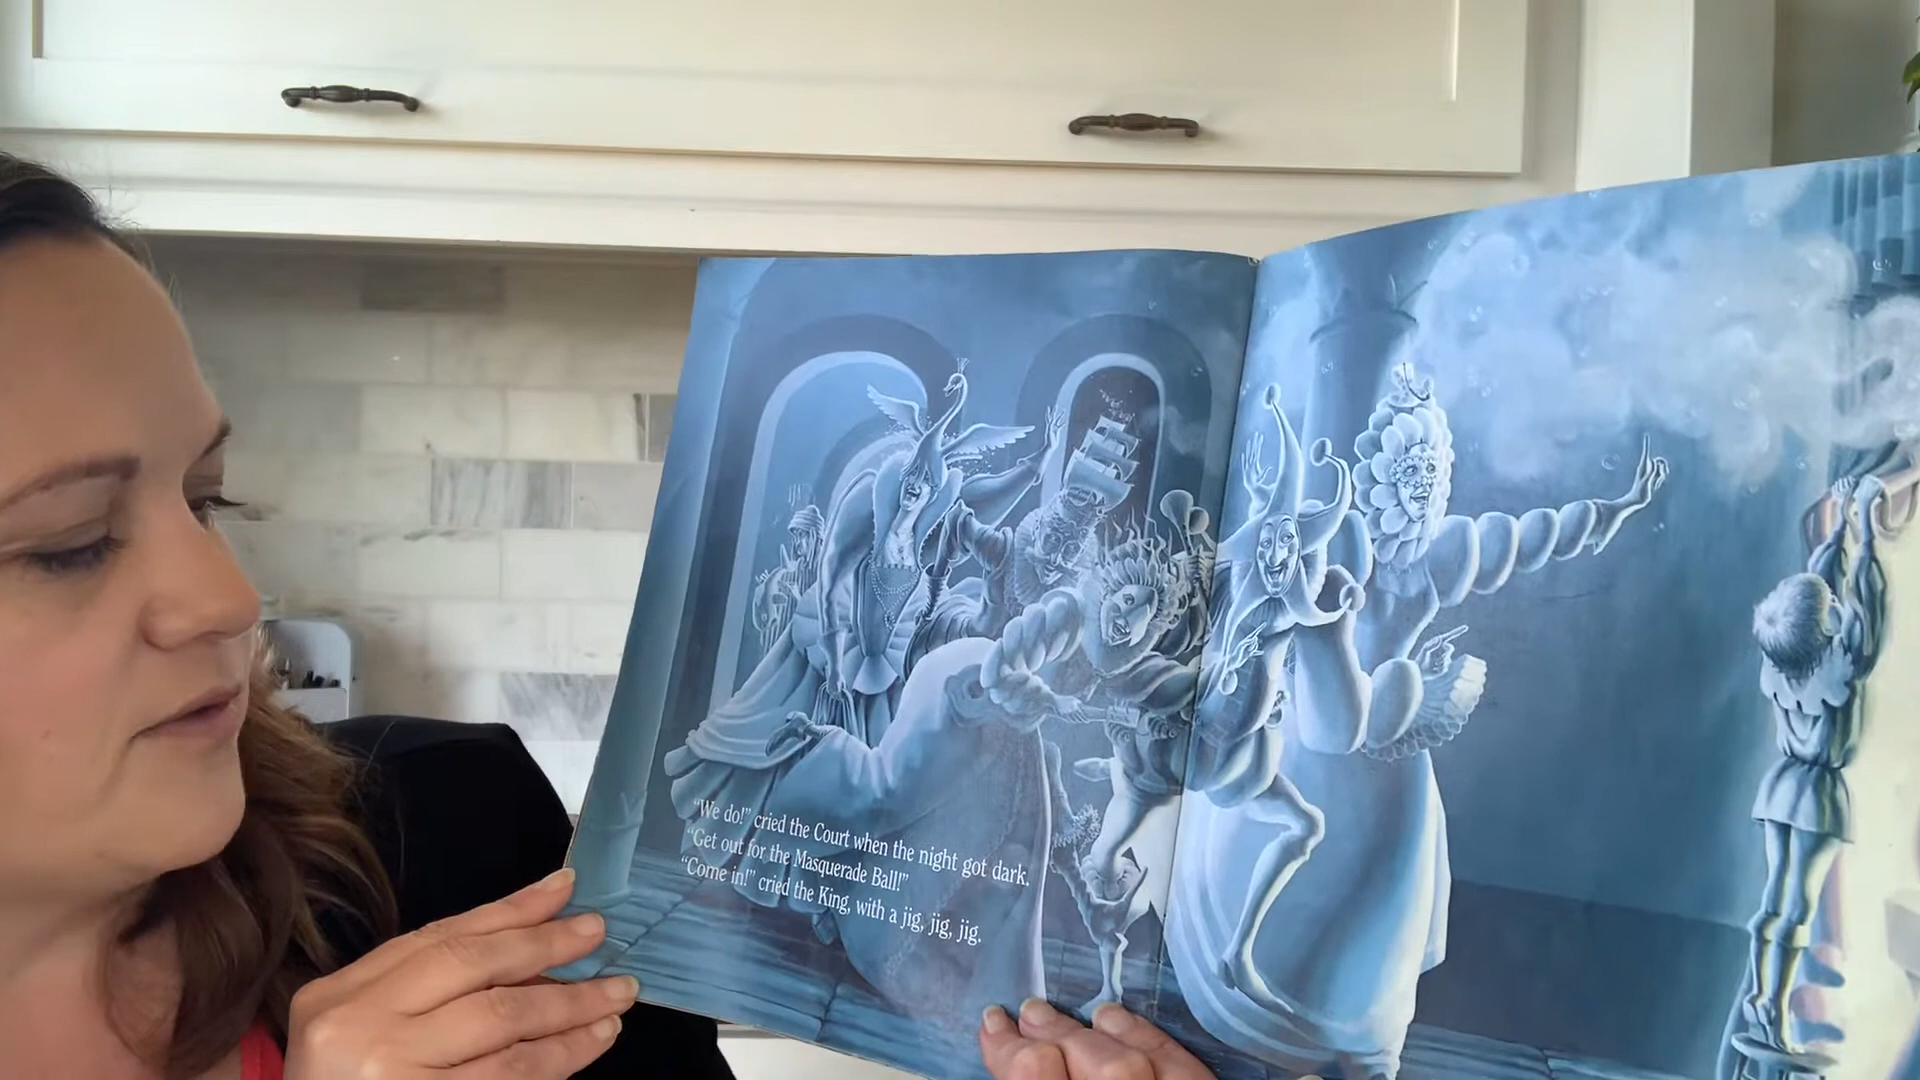 “We do!” cried the Court when the night got dark.
“Get out for the Masquerade Ball!”
“Come in!” cried the King, with a jig, jig, jig.